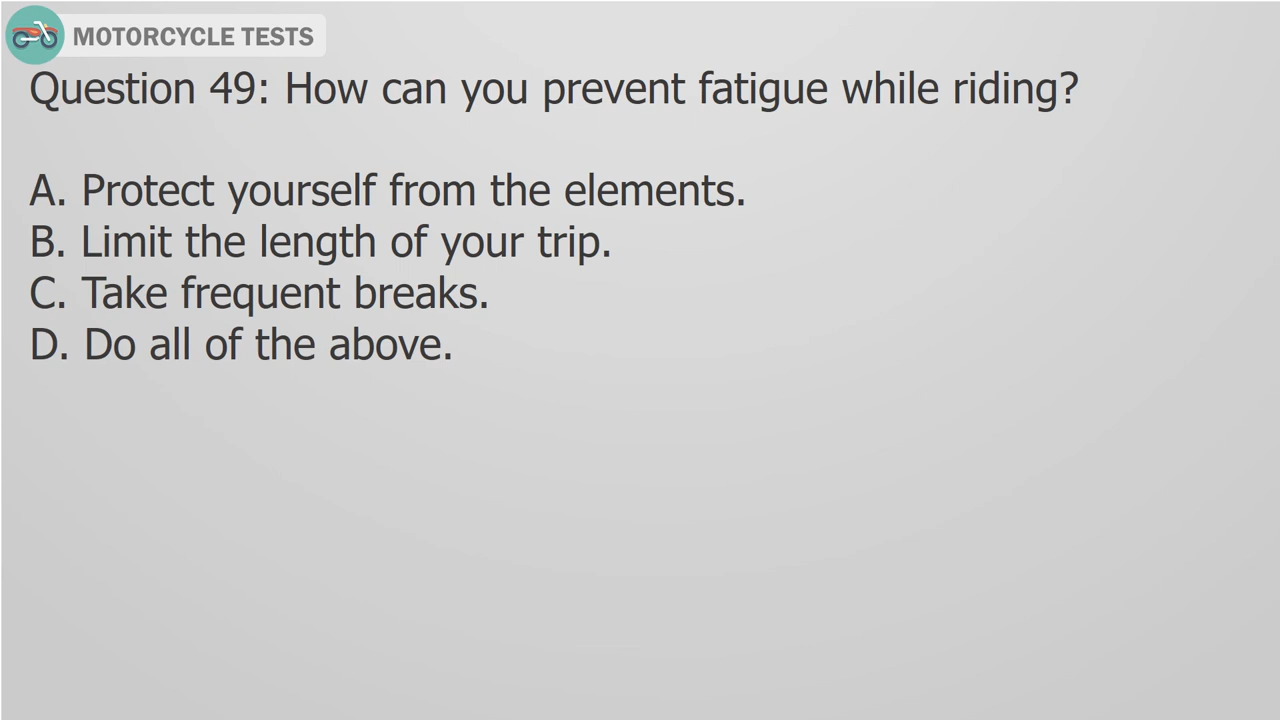 MOTORCYCLE TESTS
Question 49: How can you prevent fatigue while riding?
A. Protect yourself from the elements.
B. Limit the length of your trip.
C. Take frequent breaks.
D. Do all of the above.